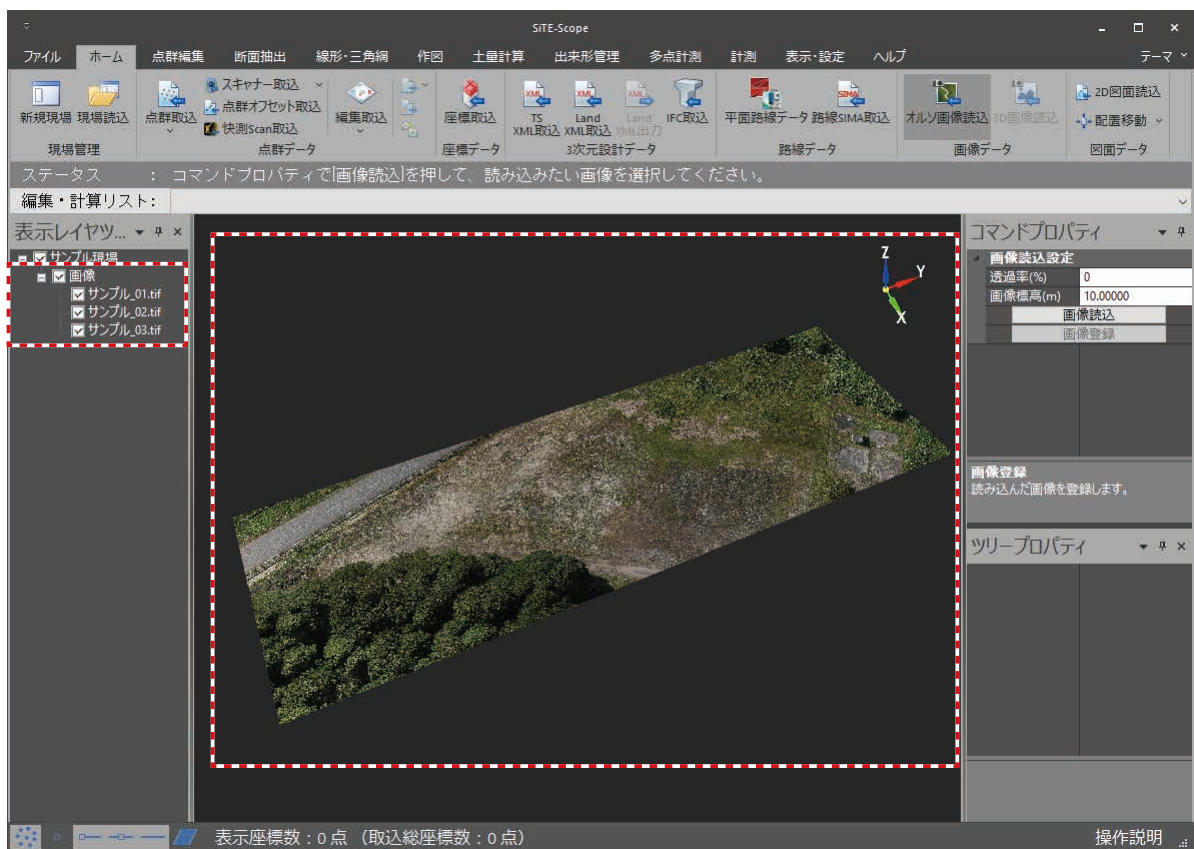 SiTE-Scope
ファイル ホーム 点群編集 断面抽出 線形・三角網 作図 土量計算 出来形管理 多点計測 計測 表示・設定 ヘルプ テーマ
新規現場 現場読込 点群取込 スキャナー取込 点群オフセット取込 快測Scan取込 編集取込 座標取込 TS XML取込 Land XML取込 Land XML出力 IFC取込 平面路線データ 路線SIMA取込 オルソ画像読込 3D画像読込 2D図面読込 配置移動
現場管理 点群データ 座標データ 3次元設計データ 路線データ 画像データ 図面データ
ステータス : コマンドプロパティで[画像読込]を押して、読み込みたい画像を選択してください。
編集・計算リスト:
表示レイヤツ...
サンプル現場
画像
サンプル_01.tif
サンプル_02.tif
サンプル_03.tif
Z
Y
X
コマンドプロパティ
画像読込設定
透過率(%) 0
画像標高(m) 10.00000
画像読込
画像登録
画像登録
読み込んだ画像を登録します。
ツリープロパティ
表示座標数:0点 (取込総座標数:0点)
操作説明